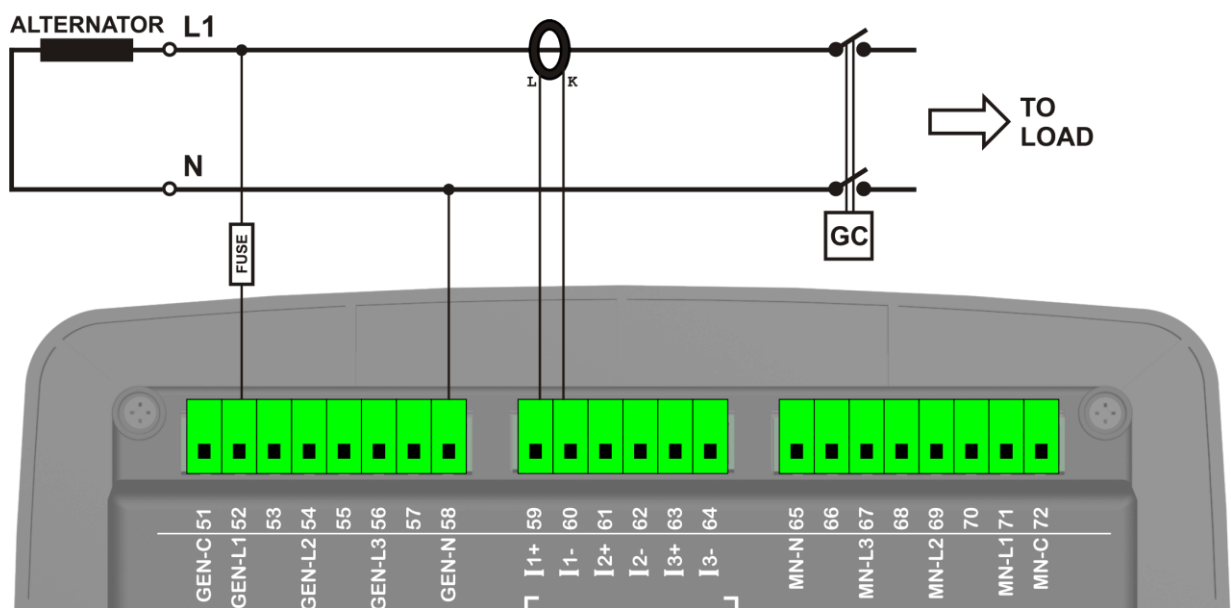 ALTERNATOR L1
L K
TO
LOAD
N
FUSE
GC
51 52 53 54 55 56 57 58 59 60 61 62 63 64 65 66 67 68 69 70 71 72
GEN-C GEN-L1 GEN-L2 GEN-L3 GEN-N I1+ I1- I2+ I2- I3+ I3- MN-N MN-L3 MN-L2 MN-L1 MN-C